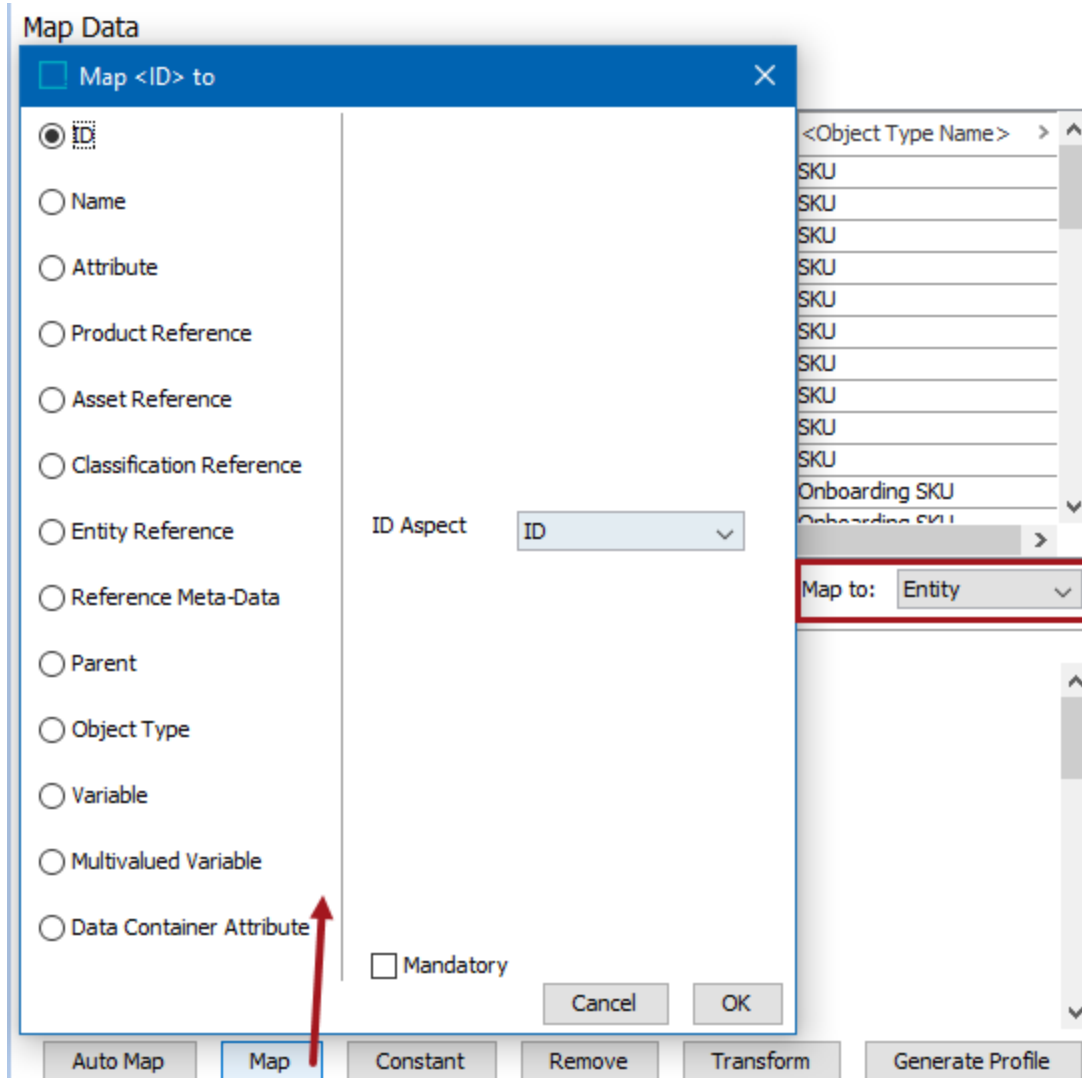 Map Data
Map <ID> to
ID
Name
Attribute
Product Reference
Asset Reference
Classification Reference
Entity Reference
Reference Meta-Data
Parent
Object Type
Variable
Multivalued Variable
Data Container Attribute
ID Aspect
ID
Mandatory
Cancel
OK
<Object Type Name>
SKU
SKU
SKU
SKU
SKU
SKU
SKU
SKU
SKU
SKU
Onboarding SKU
Onboarding SKU
Map to:
Entity
Auto Map
Map
Constant
Remove
Transform
Generate Profile